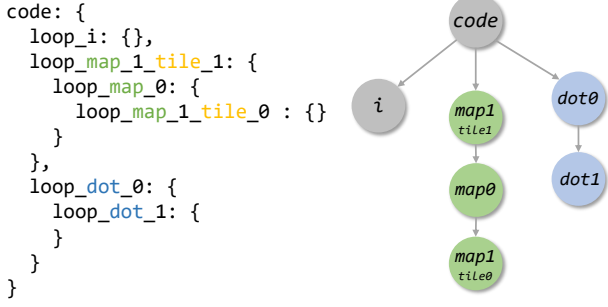 code: {
  loop_i: {},
  loop_map_1_tile_1: {
    loop_map_0: {
      loop_map_1_tile_0 : {}
    }
  },
  loop_dot_0: {
    loop_dot_1: {
    }
  }
}
code
i
map1
tile1
dot0
map0
dot1
map1
tile0